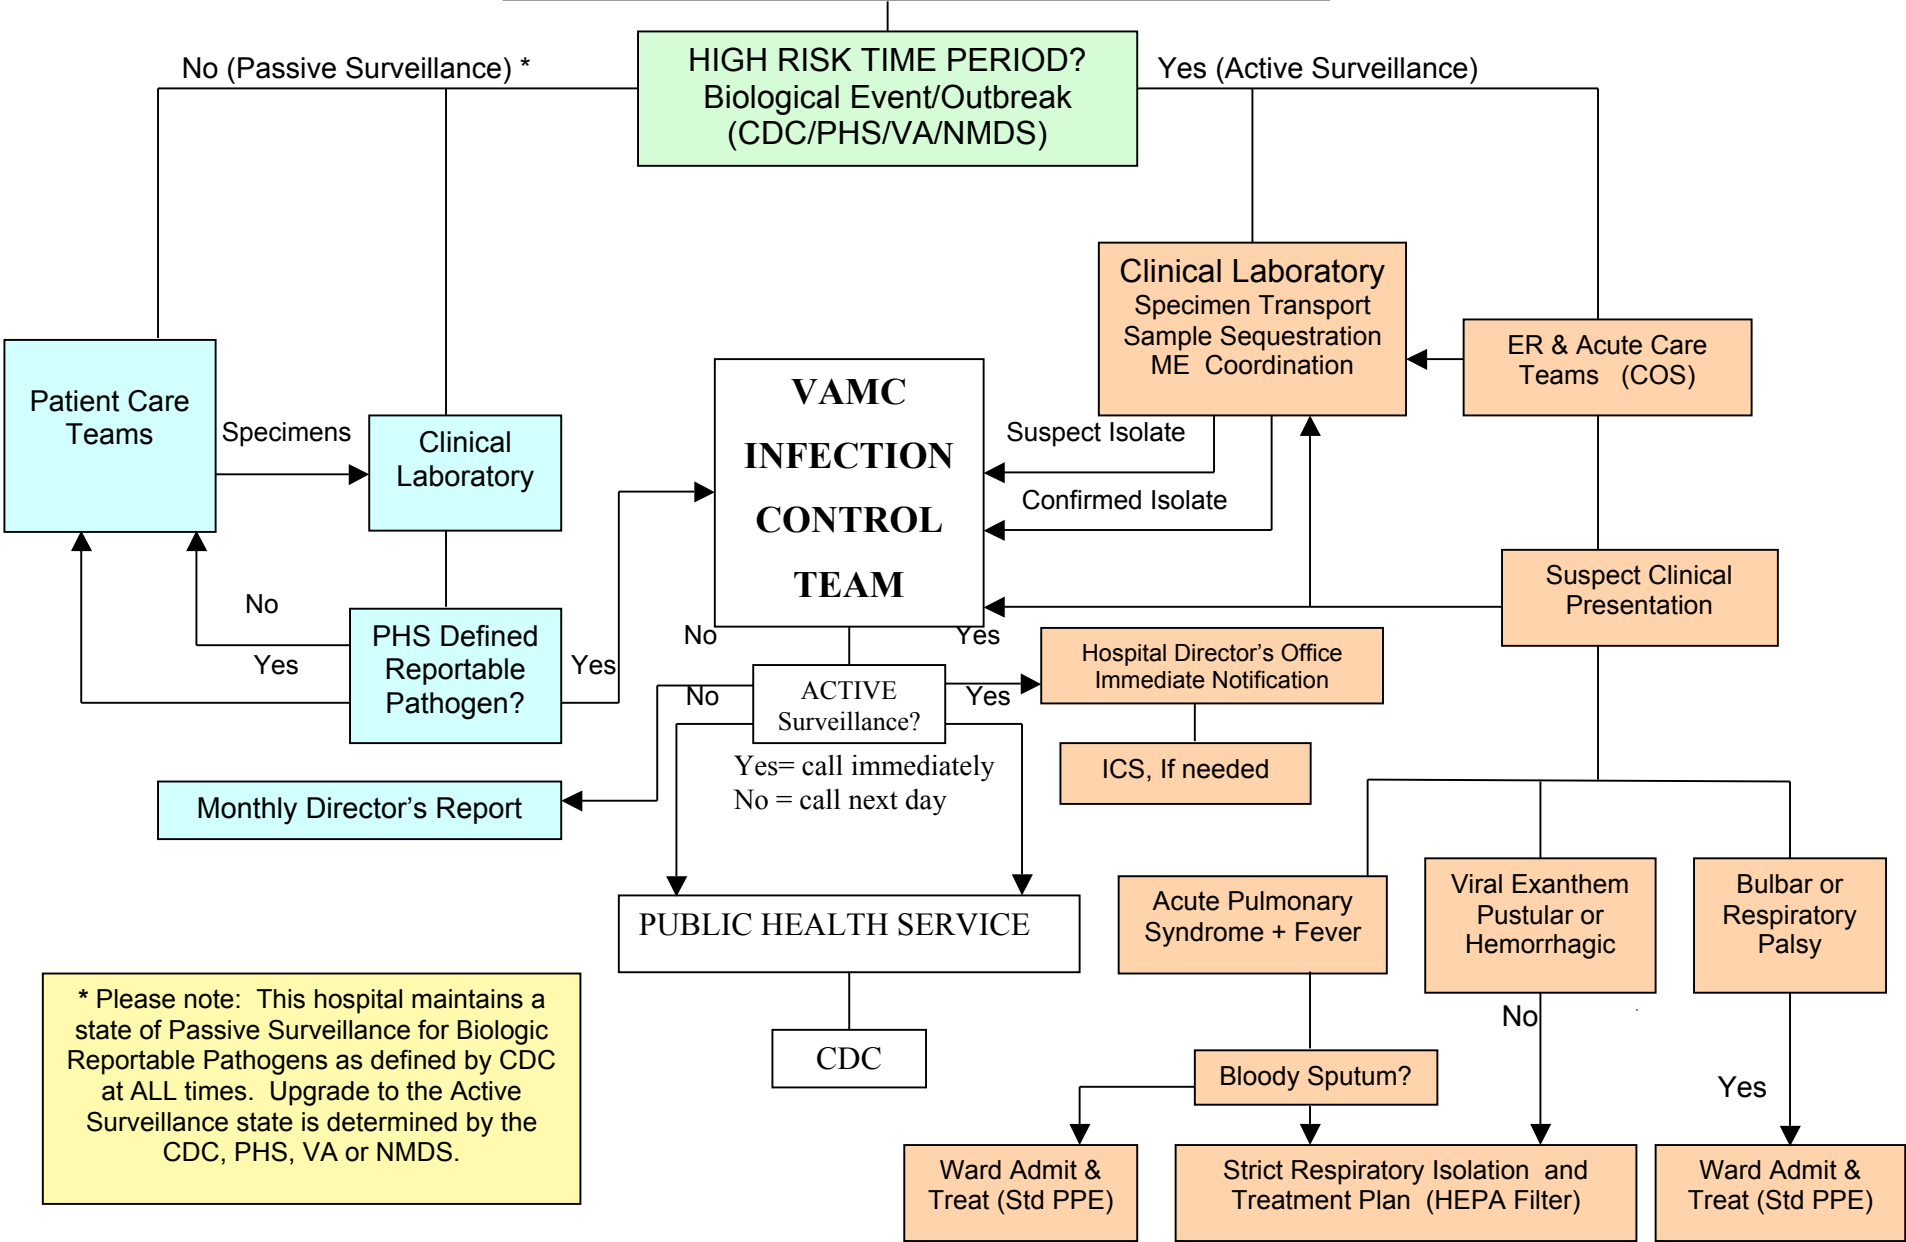 HIGH RISK TIME PERIOD?
Biological Event/Outbreak
(CDC/PHS/VA/NMDS)
No (Passive Surveillance) *
Yes (Active Surveillance)
Patient Care
Teams
Specimens
Clinical
Laboratory
No
Yes
PHS Defined
Reportable
Pathogen?
Yes
Monthly Director's Report
VAMC
INFECTION
CONTROL
TEAM
No
Yes
No
ACTIVE
Surveillance?
Yes
Yes= call immediately
No = call next day
PUBLIC HEALTH SERVICE
CDC
Clinical Laboratory
Specimen Transport
Sample Sequestration
ME Coordination
Suspect Isolate
Confirmed Isolate
ER & Acute Care
Teams (COS)
Suspect Clinical
Presentation
Hospital Director's Office
Immediate Notification
ICS, If needed
Acute Pulmonary
Syndrome + Fever
Viral Exanthem
Pustular or
Hemorrhagic
Bulbar or
Respiratory
Palsy
No
Yes
Bloody Sputum?
Ward Admit &
Treat (Std PPE)
Strict Respiratory Isolation and
Treatment Plan (HEPA Filter)
Ward Admit &
Treat (Std PPE)
* Please note: This hospital maintains a
state of Passive Surveillance for Biologic
Reportable Pathogens as defined by CDC
at ALL times. Upgrade to the Active
Surveillance state is determined by the
CDC, PHS, VA or NMDS.